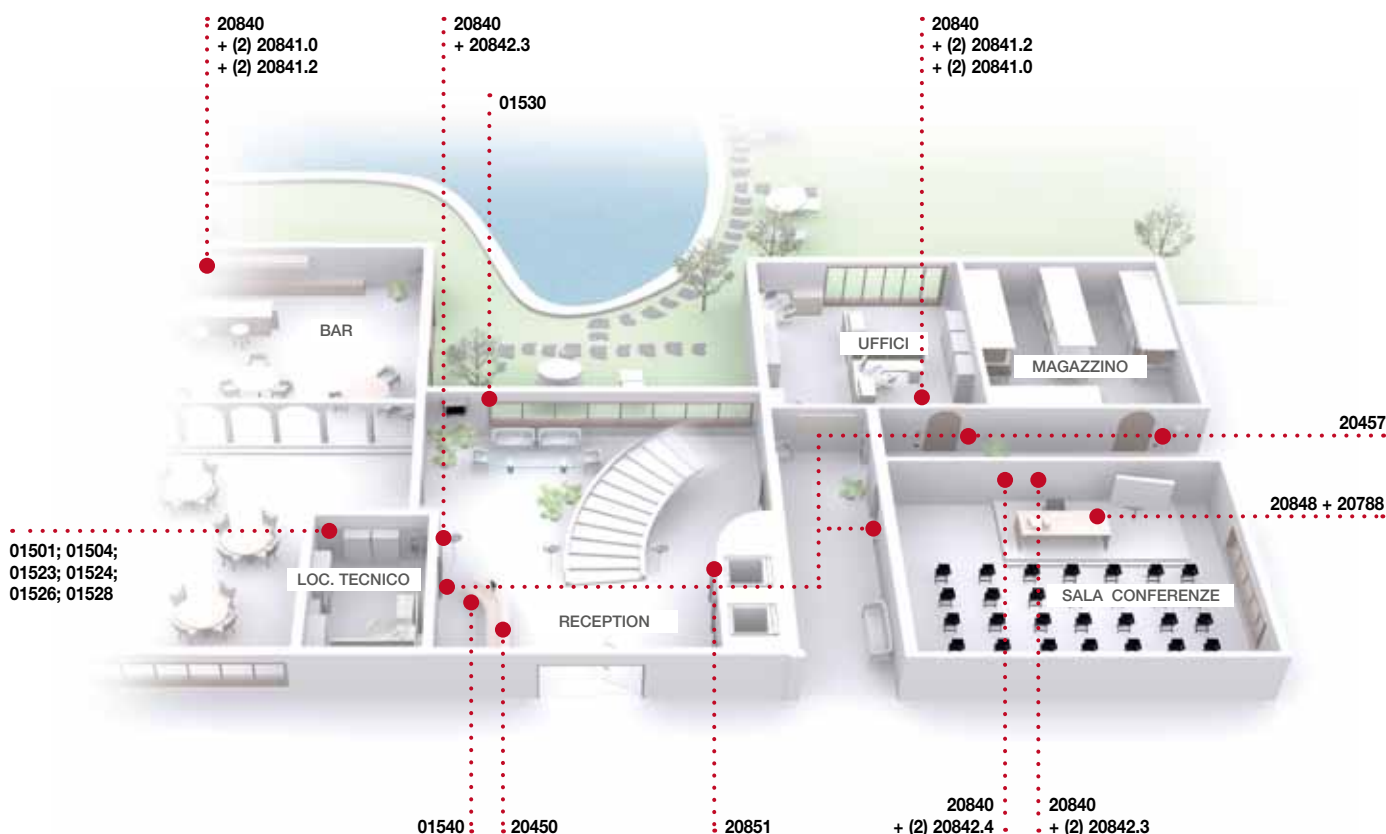 20840
+ (2) 20841.0
+ (2) 20841.2
20840
+ 20842.3
20840
+ (2) 20841.2
+ (2) 20841.0
01530
BAR
UFFICI
MAGAZZINO
20457
20848 + 20788
01501; 01504;
01523; 01524;
01526; 01528
LOC. TECNICO
SALA CONFERENZE
RECEPTION
01540
20450
20851
20840
+ (2) 20842.4
20840
+ (2) 20842.3